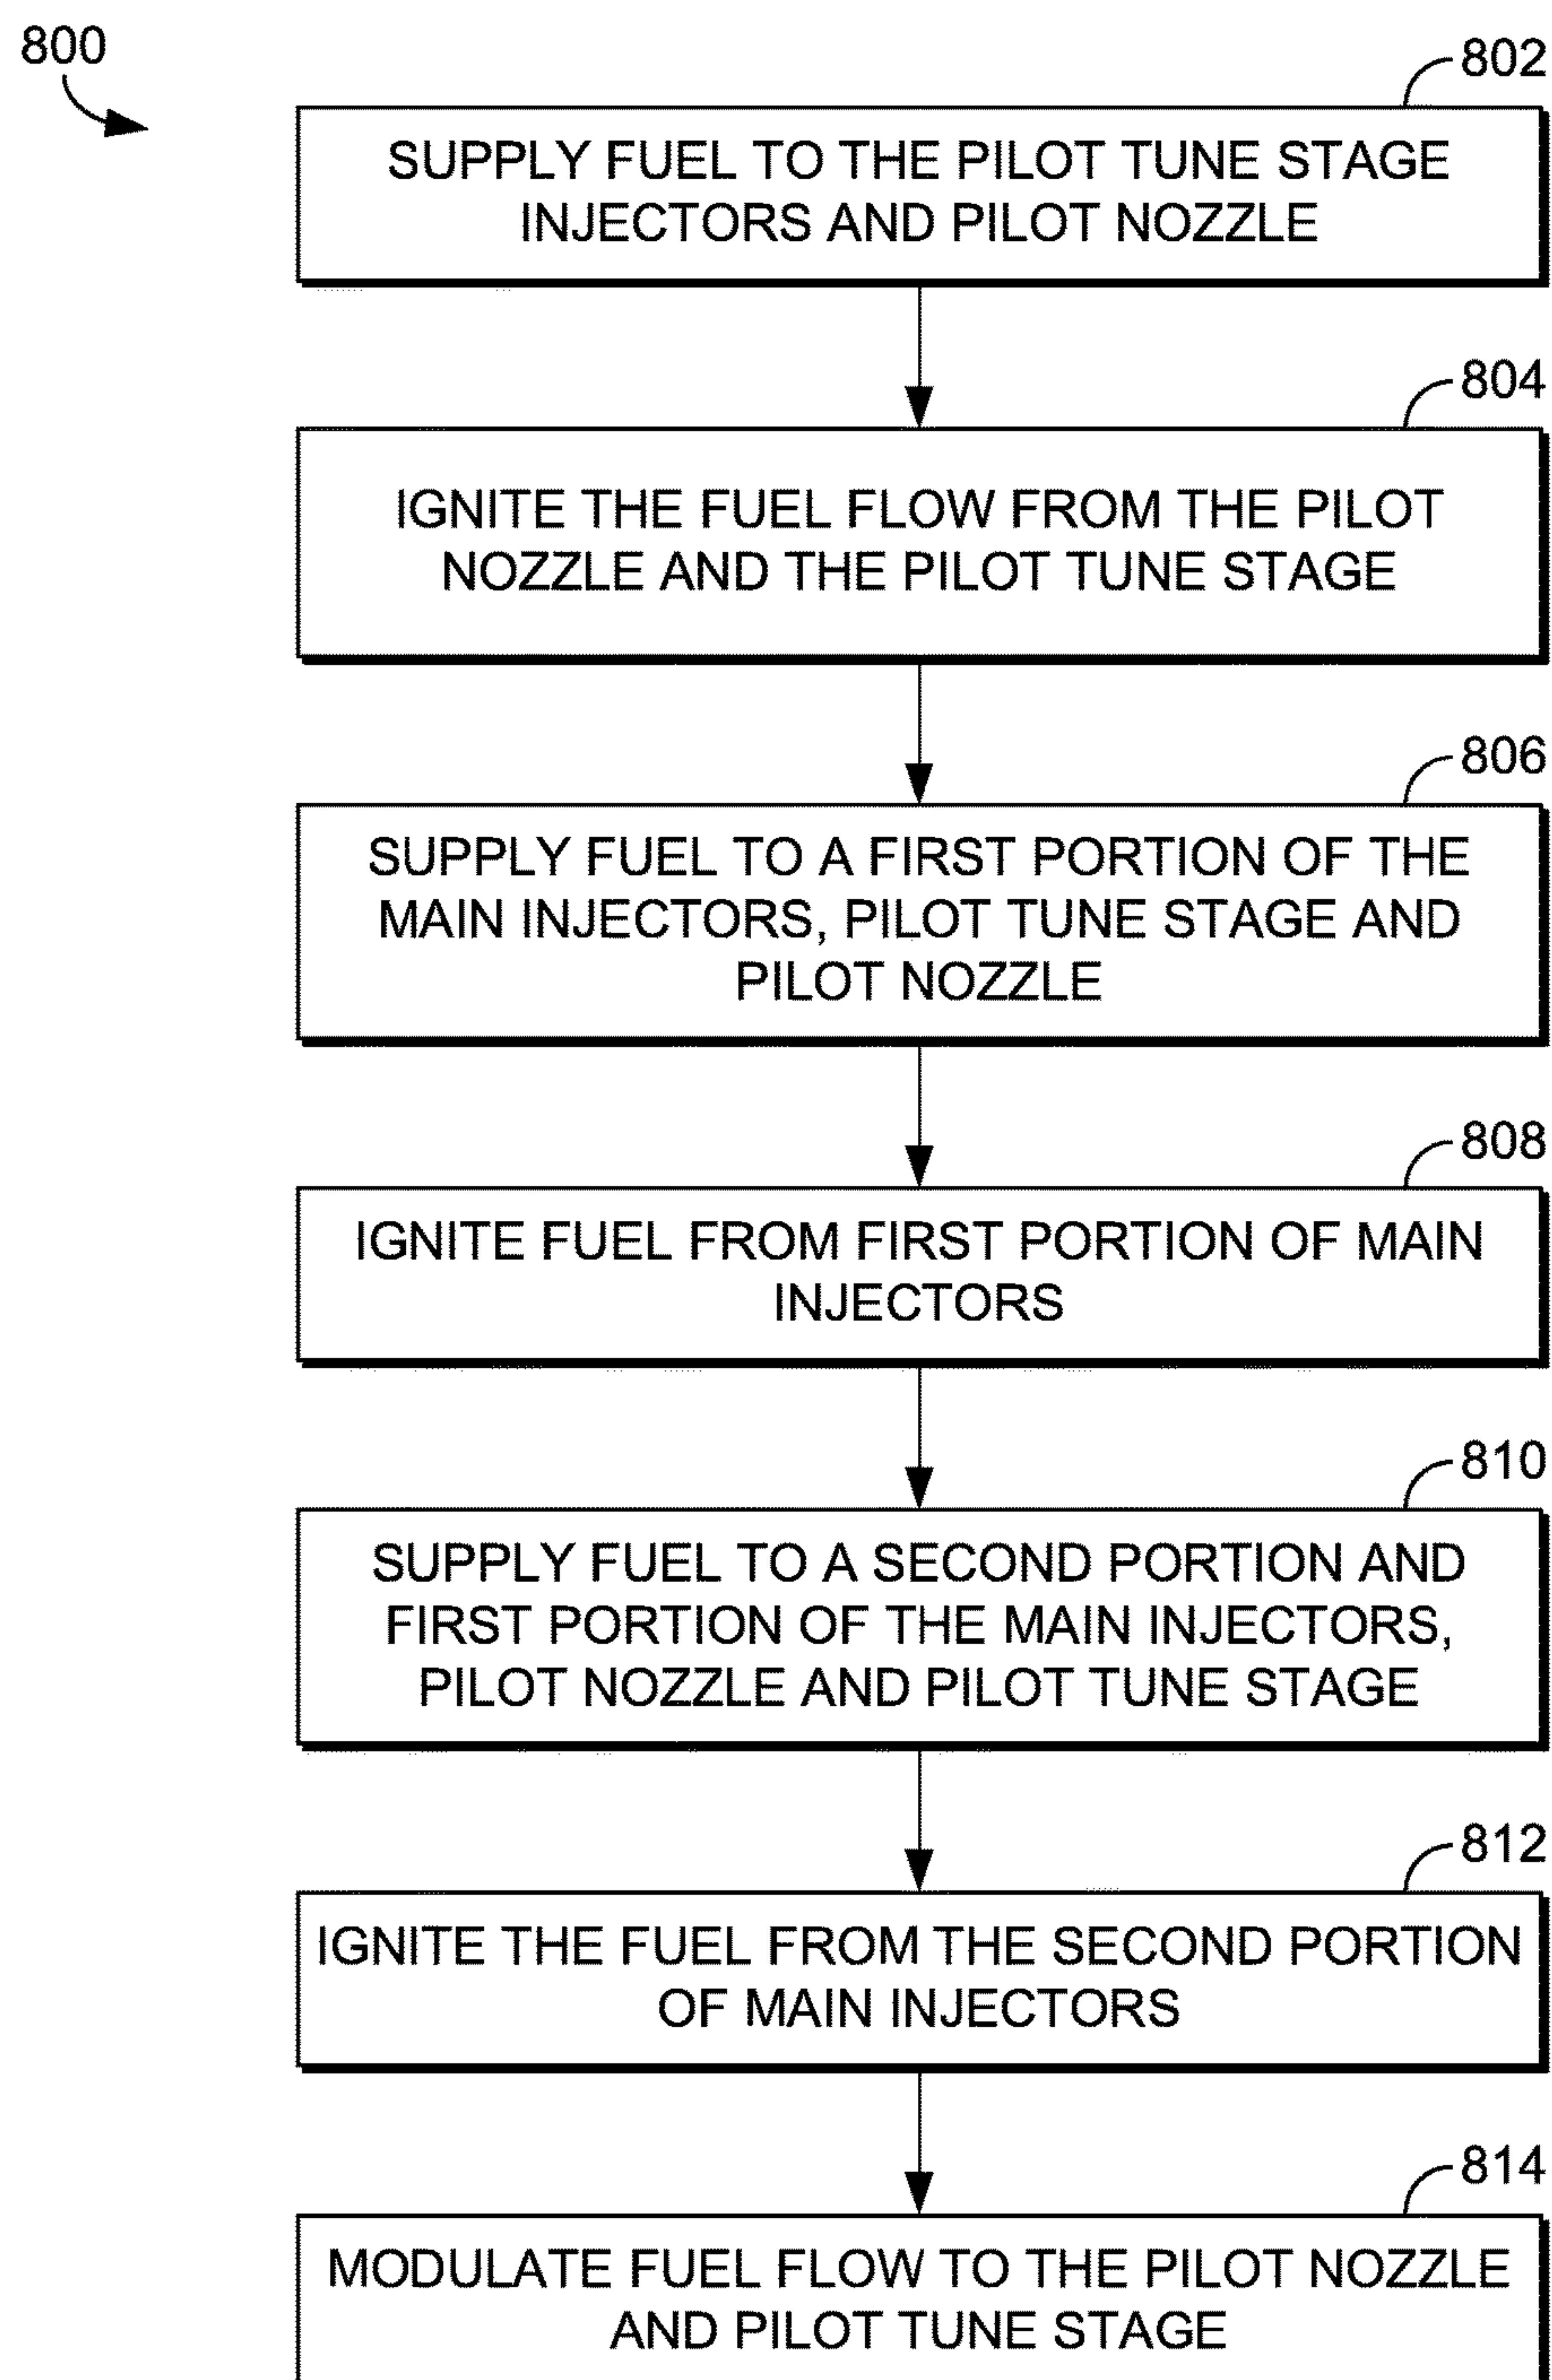 800
802
SUPPLY FUEL TO THE PILOT TUNE STAGE
INJECTORS AND PILOT NOZZLE
804
IGNITE THE FUEL FLOW FROM THE PILOT
NOZZLE AND THE PILOT TUNE STAGE
806
SUPPLY FUEL TO A FIRST PORTION OF THE
MAIN INJECTORS, PILOT TUNE STAGE AND
PILOT NOZZLE
808
IGNITE FUEL FROM FIRST PORTION OF MAIN
INJECTORS
810
SUPPLY FUEL TO A SECOND PORTION AND
FIRST PORTION OF THE MAIN INJECTORS,
PILOT NOZZLE AND PILOT TUNE STAGE
812
IGNITE THE FUEL FROM THE SECOND PORTION
OF MAIN INJECTORS
814
MODULATE FUEL FLOW TO THE PILOT NOZZLE
AND PILOT TUNE STAGE